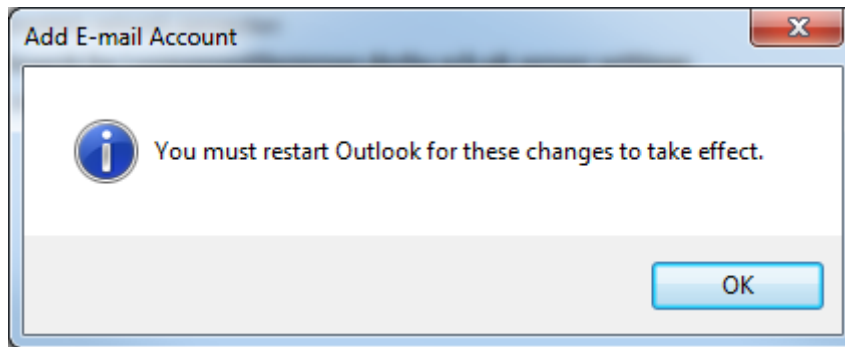 Add E-mail Account
You must restart Outlook for these changes to take effect.
OK